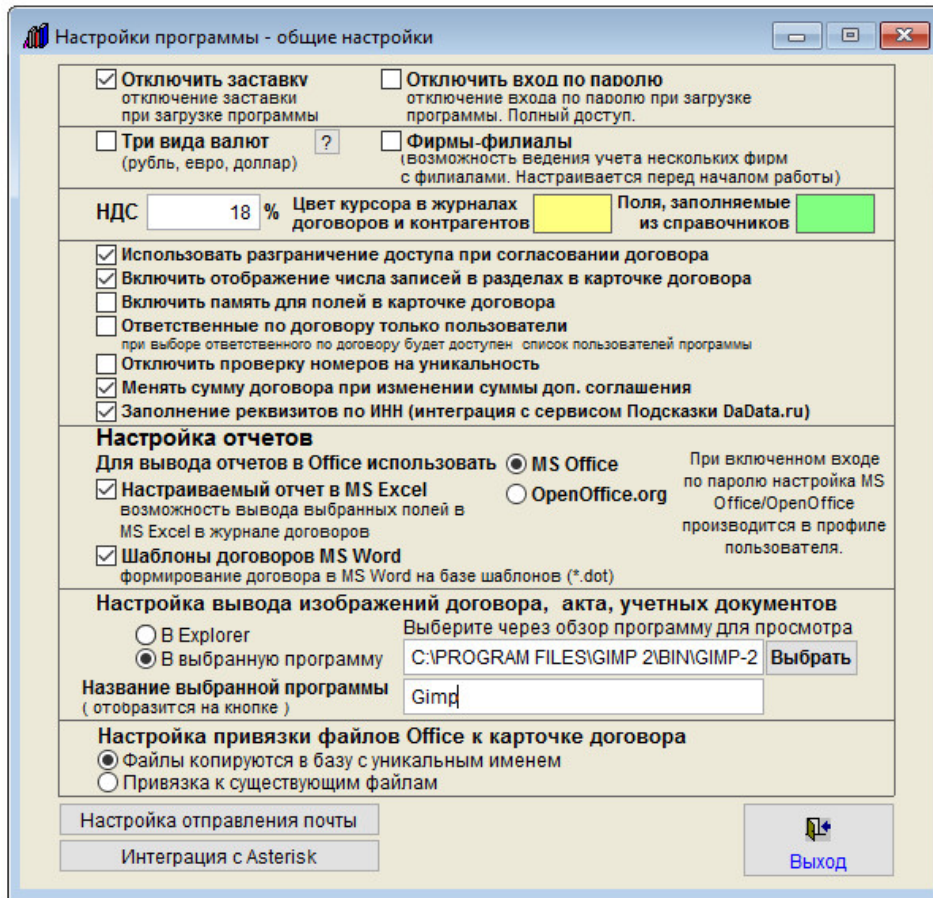 Настройки программы - общие настройки
Отключить заставку
отключение заставки
при загрузке программы
Отключить вход по паролю
отключение входа по паролю при загрузке
программы. Полный доступ.
Три вида валют ?
(рубль, евро, доллар)
Фирмы-филиалы
(возможность ведения учета нескольких фирм
с филиалами. Настраивается перед началом работы)
НДС 18 %
Цвет курсора в журналах
договоров и контрагентов
Поля, заполняемые
из справочников
Использовать разграничение доступа при согласовании договора
Включить отображение числа записей в разделах в карточке договора
Включить память для полей в карточке договора
Ответственные по договору только пользователи
при выборе ответственного по договору будет доступен список пользователей программы
Отключить проверку номеров на уникальность
Менять сумму договора при изменении суммы доп. соглашения
Заполнение реквизитов по ИНН (интеграция с сервисом Подсказки DaData.ru)
Настройка отчетов
Для вывода отчетов в Office использовать
MS Office
OpenOffice.org
Настраиваемый отчет в MS Excel
возможность вывода выбранных полей в
MS Excel в журнале договоров
При включенном входе
по паролю настройка MS
Office/OpenOffice
производится в профиле
пользователя.
Шаблоны договоров MS Word
формирование договора в MS Word на базе шаблонов (*.dot)
Настройка вывода изображений договора, акта, учетных документов
В Explorer
В выбранную программу
Выберите через обзор программу для просмотра
C:\PROGRAM FILES\GIMP 2\BIN\GIMP-2 Выбрать
Название выбранной программы
( отобразится на кнопке )
Gimp
Настройка привязки файлов Office к карточке договора
Файлы копируются в базу с уникальным именем
Привязка к существующим файлам
Настройка отправления почты
Интеграция с Asterisk
Выход